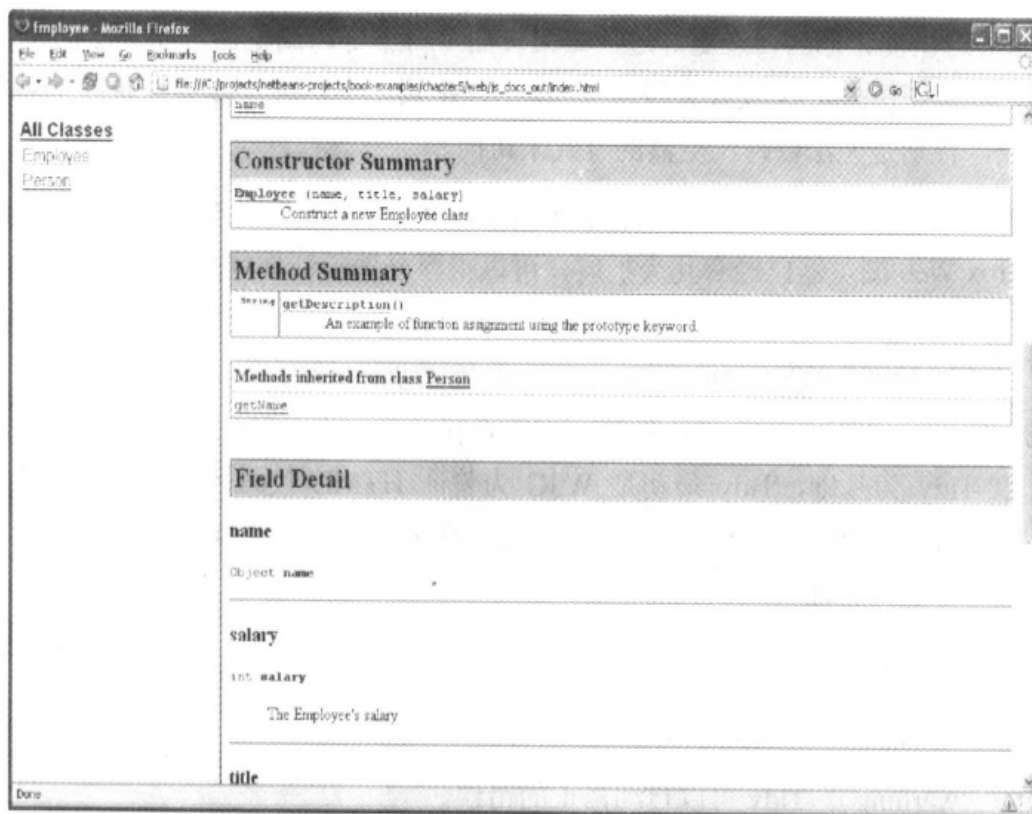 Employee - Mozilla Firefox
File Edit View Go Bookmarks Tools Help
file:///C:/projects/netbeans-projects/book-examples/chapter5/web/js_docs_out/index.html
Go
All Classes
Employee
Person
name
Constructor Summary
Employee (name, title, salary)
Construct a new Employee class.
Method Summary
String getDescription()
An example of function assignment using the prototype keyword.
Methods inherited from class Person
getName
Field Detail
name
Object name
salary
int salary
The Employee's salary
title
Done